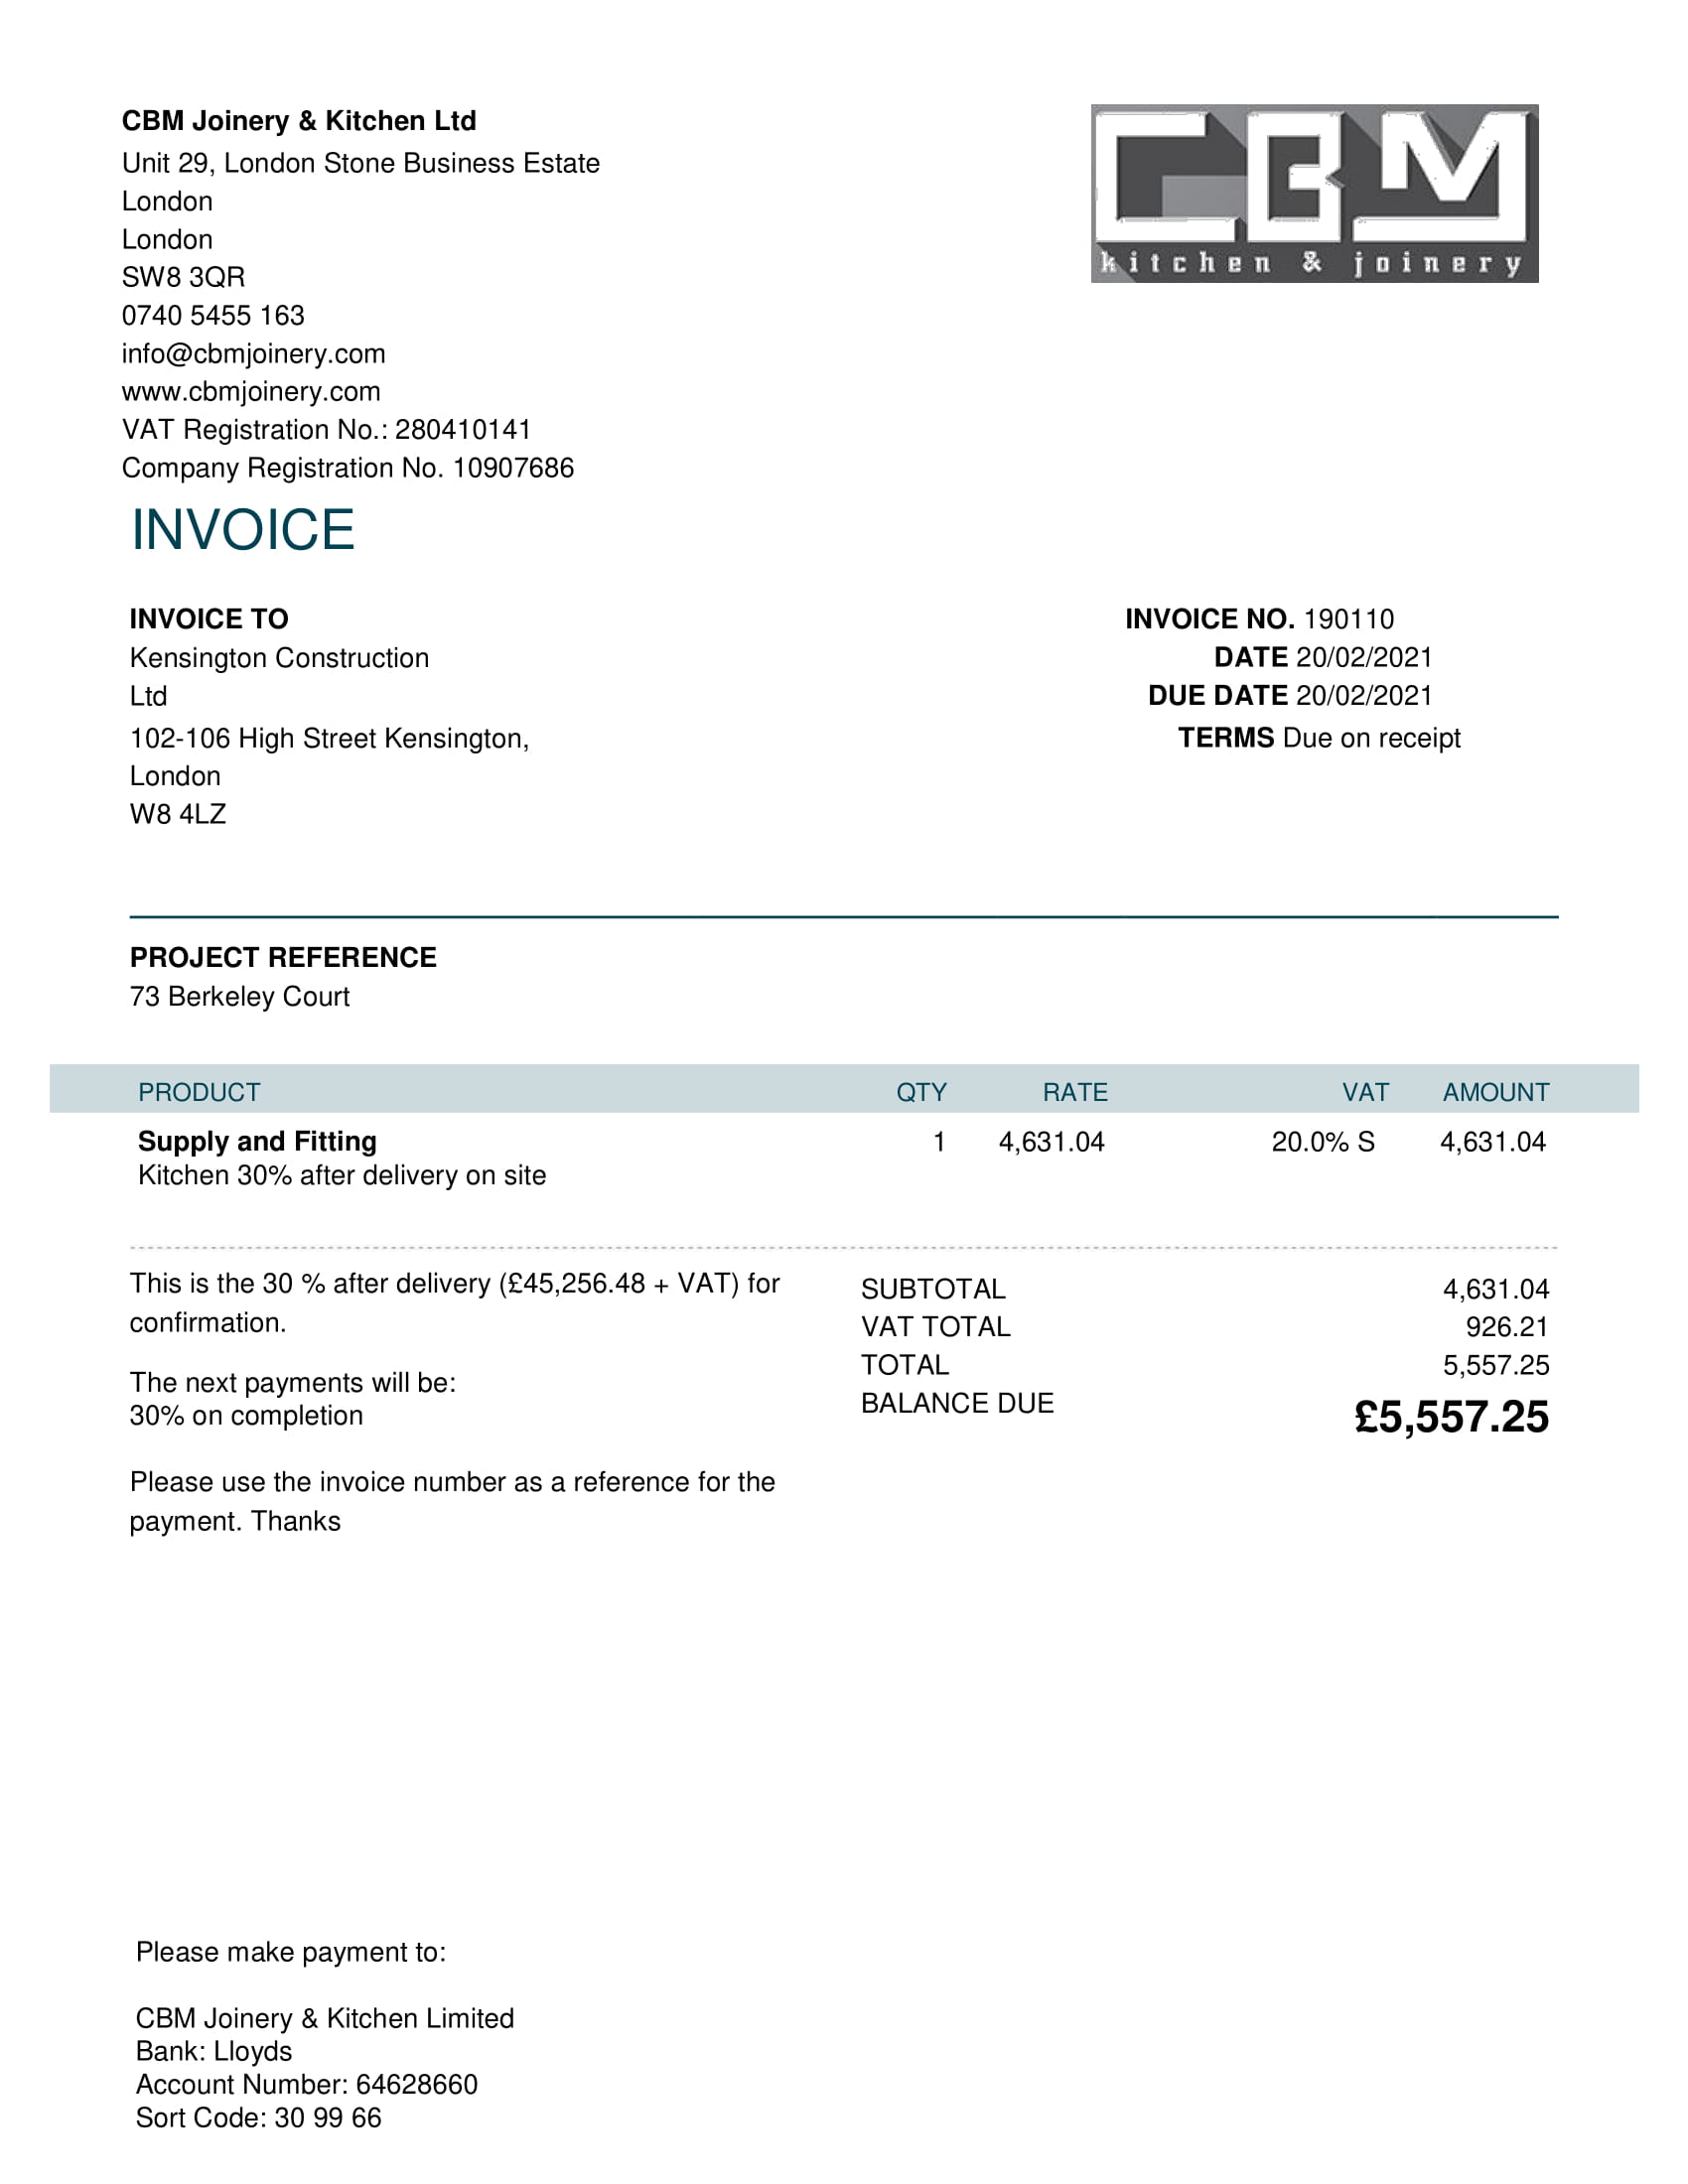 CBM Joinery & Kitchen Ltd
Unit 29, London Stone Business Estate
London
London
SW8 3QR
0740 5455 163
info@cbmjoinery.com
www.cbmjoinery.com
VAT Registration No.: 280410141
Company Registration No. 10907686
CBM
kitchen & joinery
INVOICE
INVOICE TO
Kensington Construction
Ltd
102-106 High Street Kensington,
London
W8 4LZ
INVOICE NO. 190110
DATE 20/02/2021
DUE DATE 20/02/2021
TERMS Due on receipt
PROJECT REFERENCE
73 Berkeley Court
PRODUCT QTY RATE VAT AMOUNT
Supply and Fitting 1 4,631.04 20.0% S 4,631.04
Kitchen 30% after delivery on site
This is the 30 % after delivery (£45,256.48 + VAT) for
confirmation.
The next payments will be:
30% on completion
Please use the invoice number as a reference for the
payment. Thanks
SUBTOTAL 4,631.04
VAT TOTAL 926.21
TOTAL 5,557.25
BALANCE DUE £5,557.25
Please make payment to:
CBM Joinery & Kitchen Limited
Bank: Lloyds
Account Number: 64628660
Sort Code: 30 99 66